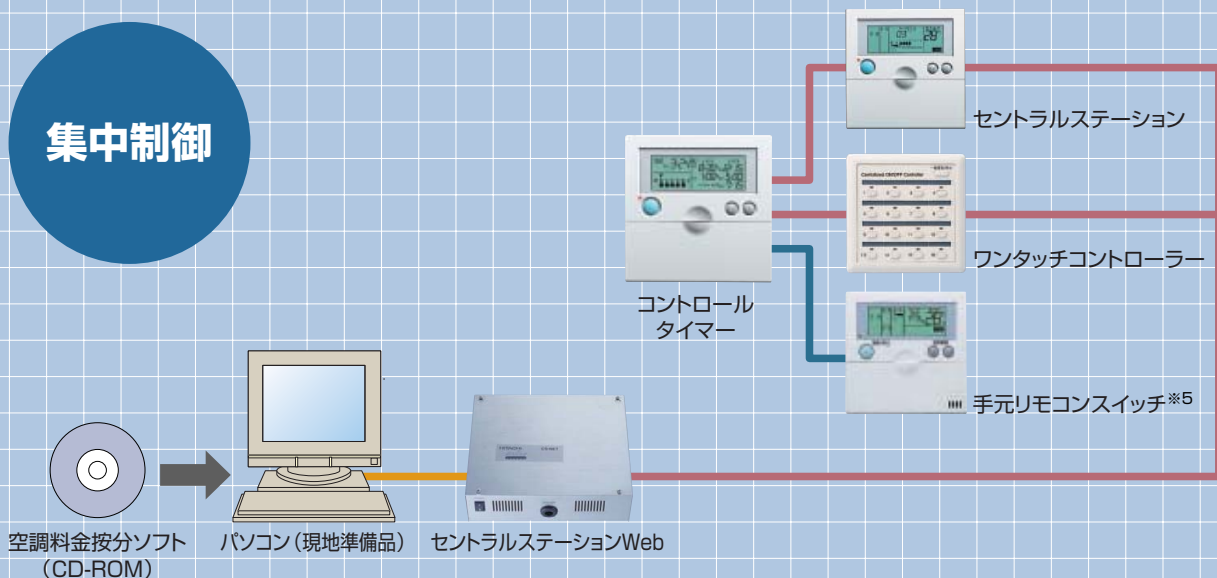 集中制御
セントラルステーション
Centralized ON/OFF Controller
ワンタッチコントローラー
コントロール
タイマー
手元リモコンスイッチ※5
空調料金按分ソフト
(CD-ROM)
パソコン(現地準備品)
セントラルステーションWeb